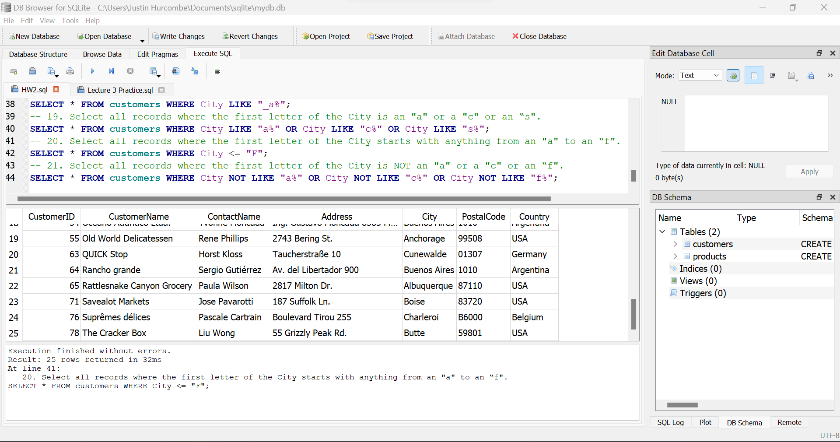 DB Browser for SQLite - C:\Users\Justin Hurcombe\Documents\sqlite\mydb.db
File Edit View Tools Help
New Database Open Database Write Changes Revert Changes Open Project Save Project Attach Database Close Database
Database Structure Browse Data Edit Pragmas Execute SQL
HW2.sql Lecture 3 Practice.sql
38 SELECT * FROM customers WHERE City LIKE "_a%";
39 -- 19. Select all records where the first letter of the City is an "a" or a "c" or an "s".
40 SELECT * FROM customers WHERE City LIKE "a%" OR City LIKE "c%" OR City LIKE "s%";
41 -- 20. Select all records where the first letter of the City starts with anything from an "a" to an "f".
42 SELECT * FROM customers WHERE City <= "F";
43 -- 21. Select all records where the first letter of the City is NOT an "a" or a "c" or an "f".
44 SELECT * FROM customers WHERE City NOT LIKE "a%" OR City NOT LIKE "c%" OR City NOT LIKE "f%";
CustomerID CustomerName ContactName Address City PostalCode Country
19 55 Old World Delicatessen Rene Phillips 2743 Bering St. Anchorage 99508 USA
20 63 QUICK Stop Horst Kloss Taucherstraße 10 Cunewalde 01307 Germany
21 64 Rancho grande Sergio Gutiérrez Av. del Libertador 900 Buenos Aires 1010 Argentina
22 65 Rattlesnake Canyon Grocery Paula Wilson 2817 Milton Dr. Albuquerque 87110 USA
23 71 Savealot Markets Jose Pavarotti 187 Suffolk Ln. Boise 83720 USA
24 76 Suprêmes délices Pascale Cartrain Boulevard Tirou 255 Charleroi B6000 Belgium
25 78 The Cracker Box Liu Wong 55 Grizzly Peak Rd. Butte 59801 USA
Execution finished without errors.
Result: 25 rows returned in 32ms
At line 41:
20. Select all records where the first letter of the City starts with anything from an "a" to an "f".
SELECT * FROM customers WHERE City <= "F";
Edit Database Cell
Mode: Text
NULL
Type of data currently in cell: NULL
0 byte(s)
Apply
DB Schema
Name Type Schema
Tables (2)
customers CREATE
products CREATE
Indices (0)
Views (0)
Triggers (0)
SQL Log Plot DB Schema Remote
UTF-8